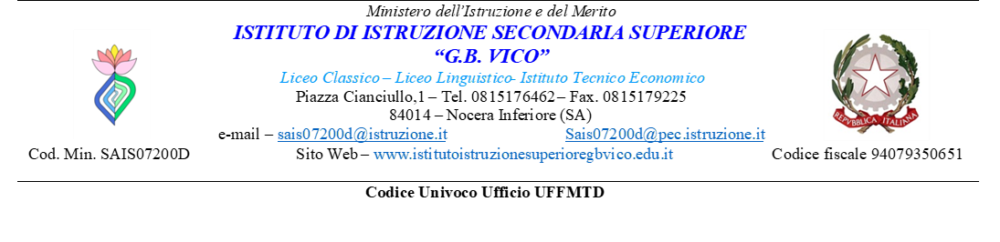 Ministero dell'Istruzione e del Merito
ISTITUTO DI ISTRUZIONE SECONDARIA SUPERIORE
“G.B. VICO”
Liceo Classico – Liceo Linguistico- Istituto Tecnico Economico
Piazza Cianciullo,1 – Tel. 0815176462 – Fax. 0815179225
84014 – Nocera Inferiore (SA)
e-mail – sais07200d@istruzione.it Sais07200d@pec.istruzione.it
Cod. Min. SAIS07200D Sito Web – www.istitutoistruzionesuperioregbvico.edu.it Codice fiscale 94079350651
Codice Univoco Ufficio UFFMTD
REPVBBLICA ITALIANA